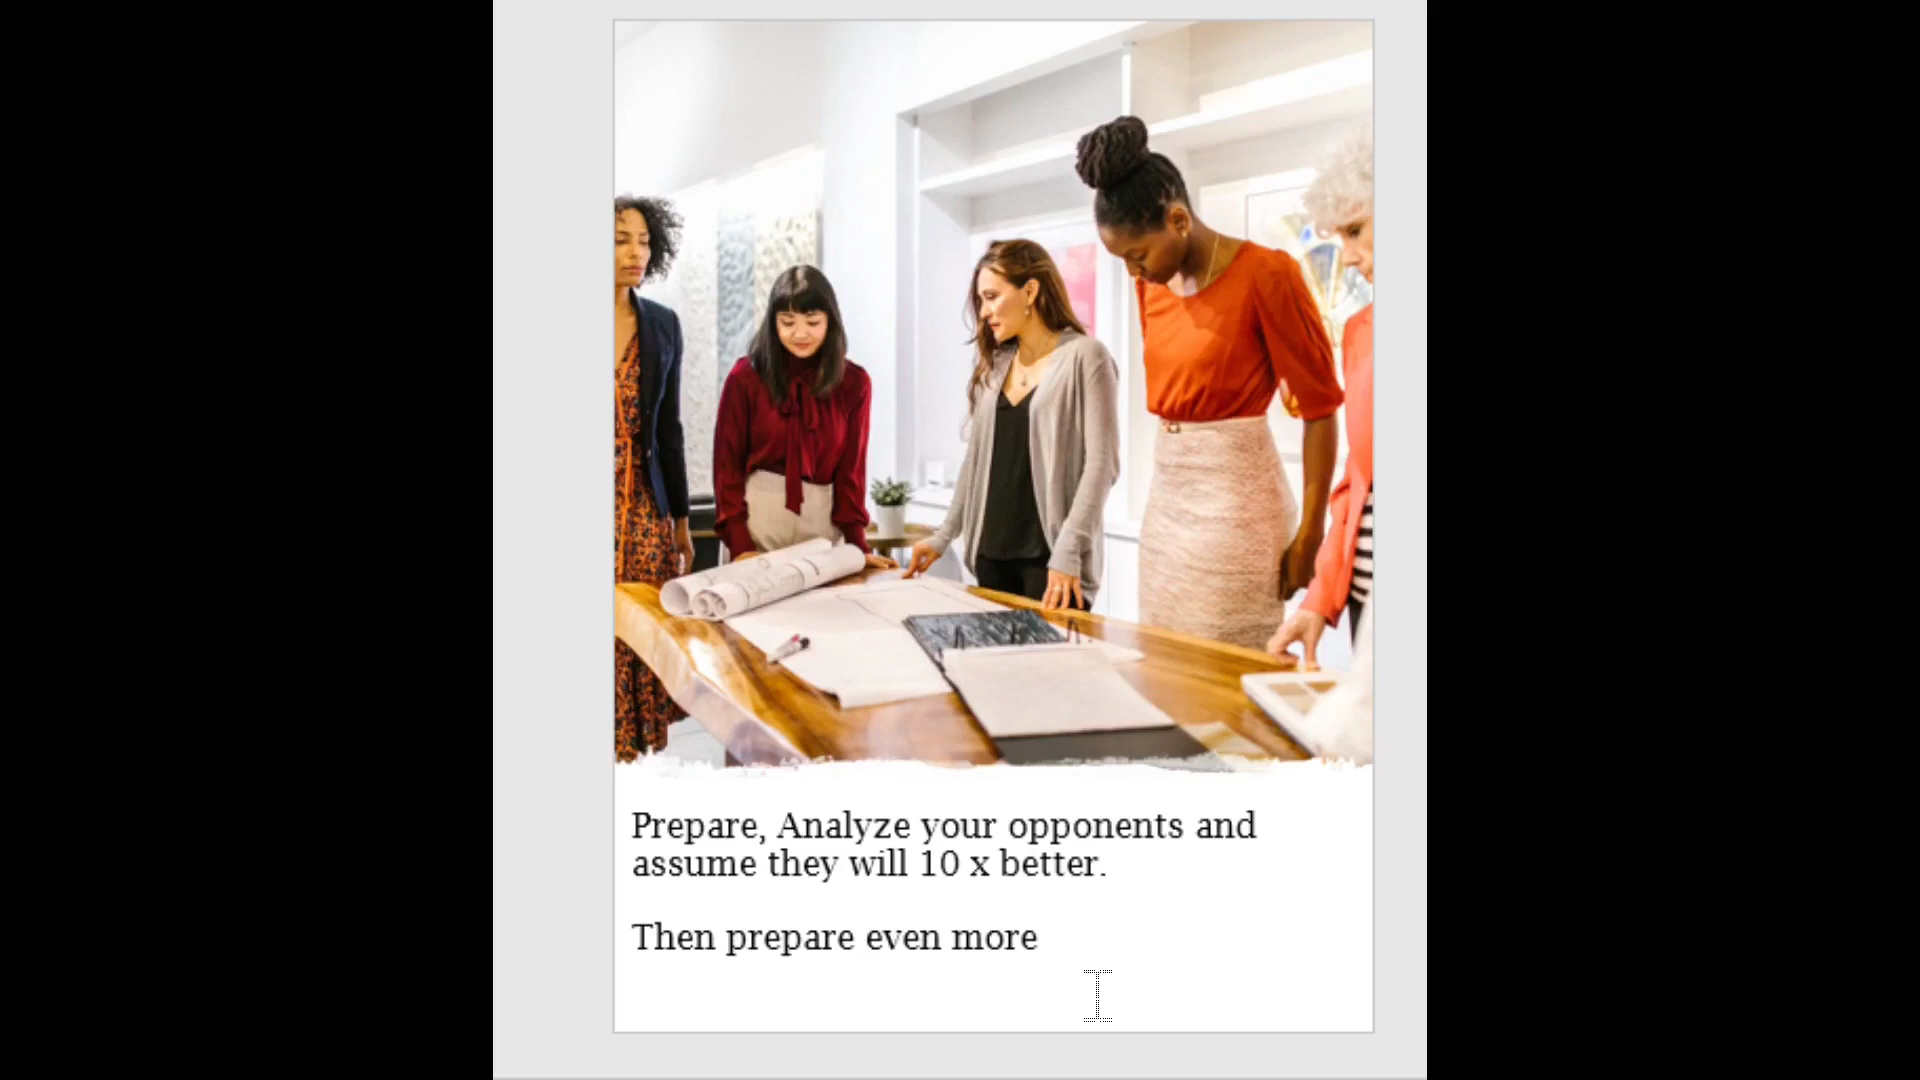 Prepare, Analyze your opponents and
assume they will 10 x better.
Then prepare even more